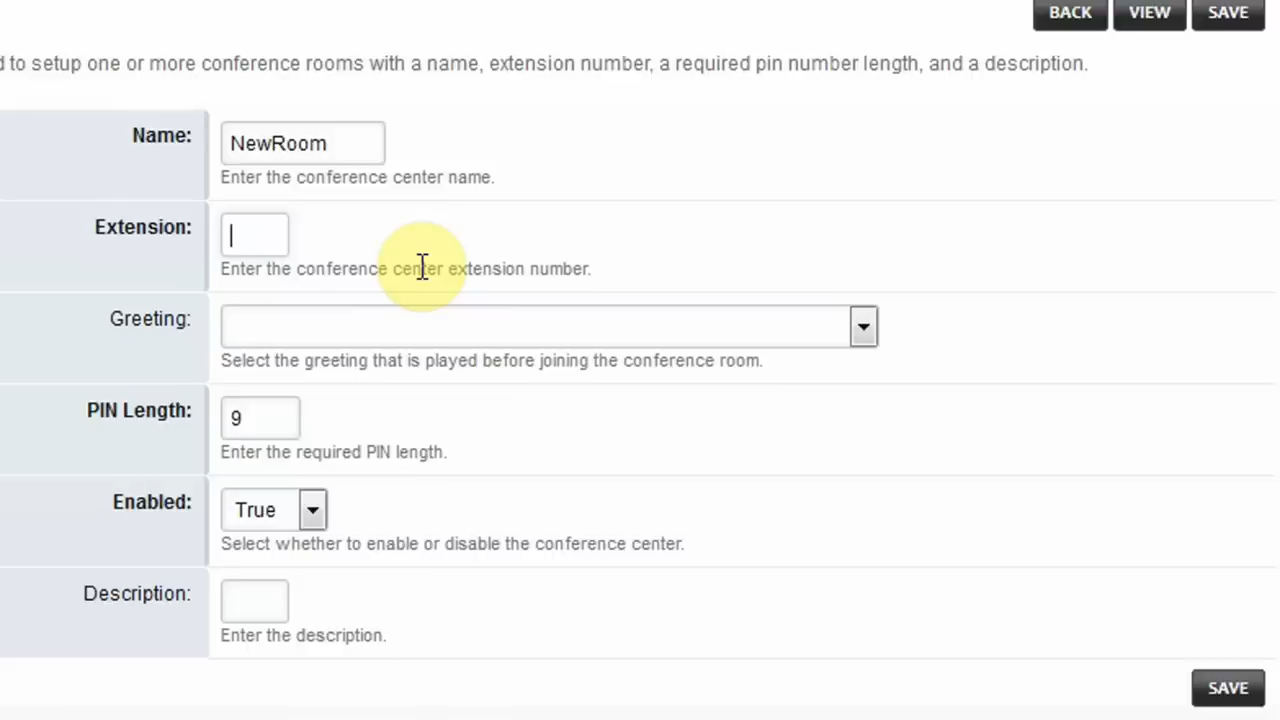 BACK VIEW SAVE
to setup one or more conference rooms with a name, extension number, a required pin number length, and a description.
Name:
NewRoom
Enter the conference center name.
Extension:
Enter the conference center extension number.
Greeting:
Select the greeting that is played before joining the conference room.
PIN Length:
9
Enter the required PIN length.
Enabled:
True
Select whether to enable or disable the conference center.
Description:
Enter the description.
SAVE